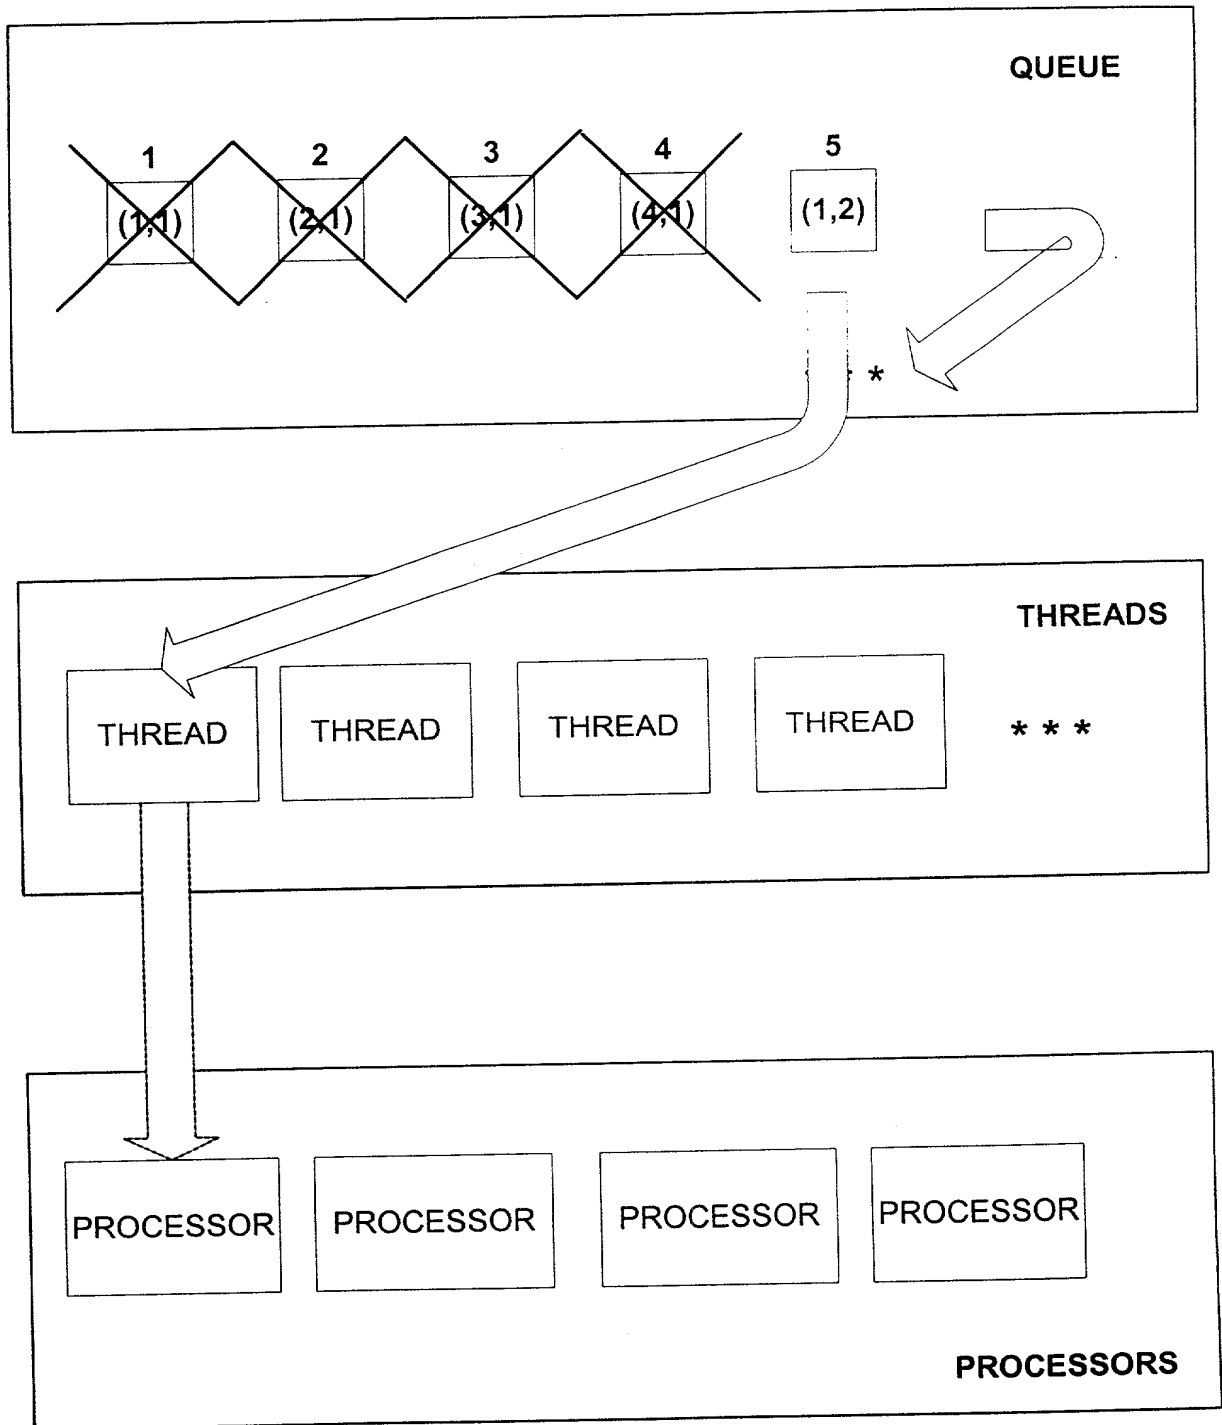 QUEUE
1 2 3 4 5
(1,1) (2,1) (3,1) (4,1) (1,2)
* *
THREADS
THREAD THREAD THREAD THREAD * * *
PROCESSOR PROCESSOR PROCESSOR PROCESSOR
PROCESSORS